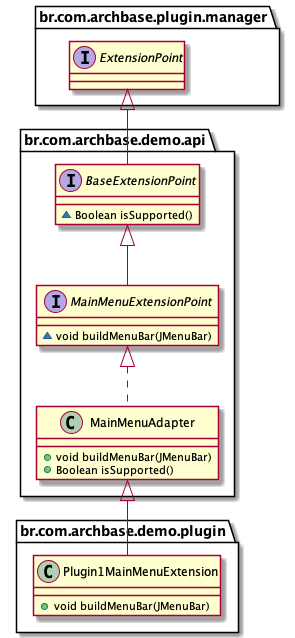 br.com.archbase.plugin.manager
I ExtensionPoint
br.com.archbase.demo.api
I BaseExtensionPoint
Boolean isSupported()
I MainMenuExtensionPoint
void buildMenuBar(JMenuBar)
C MainMenuAdapter
void buildMenuBar(JMenuBar)
Boolean isSupported()
br.com.archbase.demo.plugin
C Plugin1MainMenuExtension
void buildMenuBar(JMenuBar)